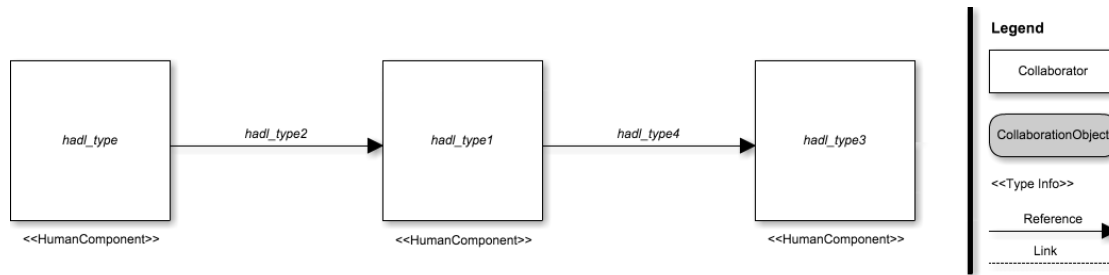 hadl_type
hadl_type2
hadl_type1
hadl_type4
hadl_type3
<<HumanComponent>>
<<HumanComponent>>
<<HumanComponent>>
Legend
Collaborator
CollaborationObject
<<Type Info>>
Reference
Link